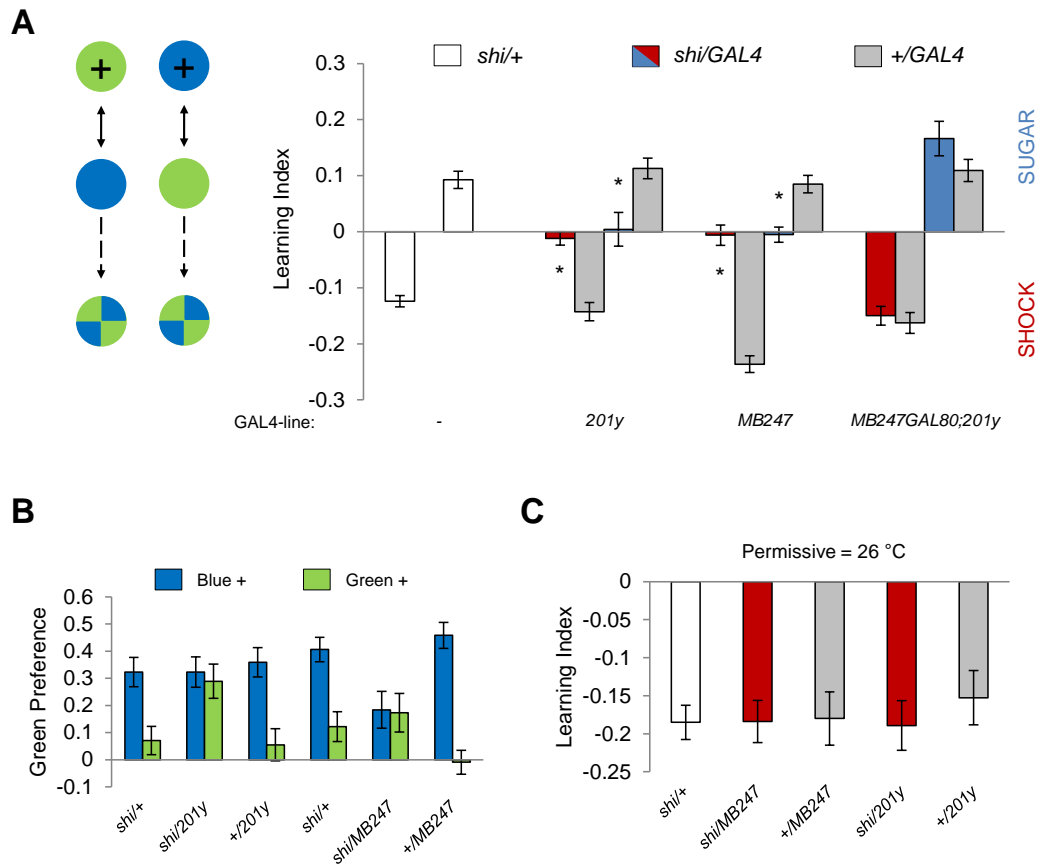 A
+ +
shi/+ shi/GAL4 +/GAL4
Learning Index
0.3
0.2
0.1
0
-0.1
-0.2
-0.3
* * * *
SUGAR
SHOCK
GAL4-line: - 201y MB247 MB247GAL80;201y
B
Blue + Green +
Green Preference
0.6
0.5
0.4
0.3
0.2
0.1
0
-0.1
shi/+ shi/201y +/201y shi/+ shi/MB247 +/MB247
C
Permissive = 26 °C
Learning Index
0
-0.05
-0.1
-0.15
-0.2
-0.25
shi/+ shi/MB247 +/MB247 shi/201y +/201y